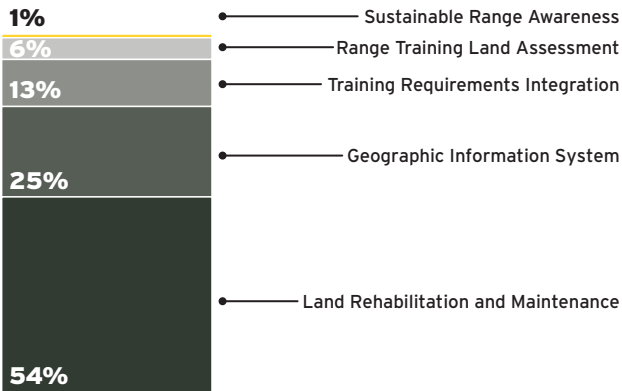 1%
Sustainable Range Awareness
6%
Range Training Land Assessment
13%
Training Requirements Integration
25%
Geographic Information System
54%
Land Rehabilitation and Maintenance